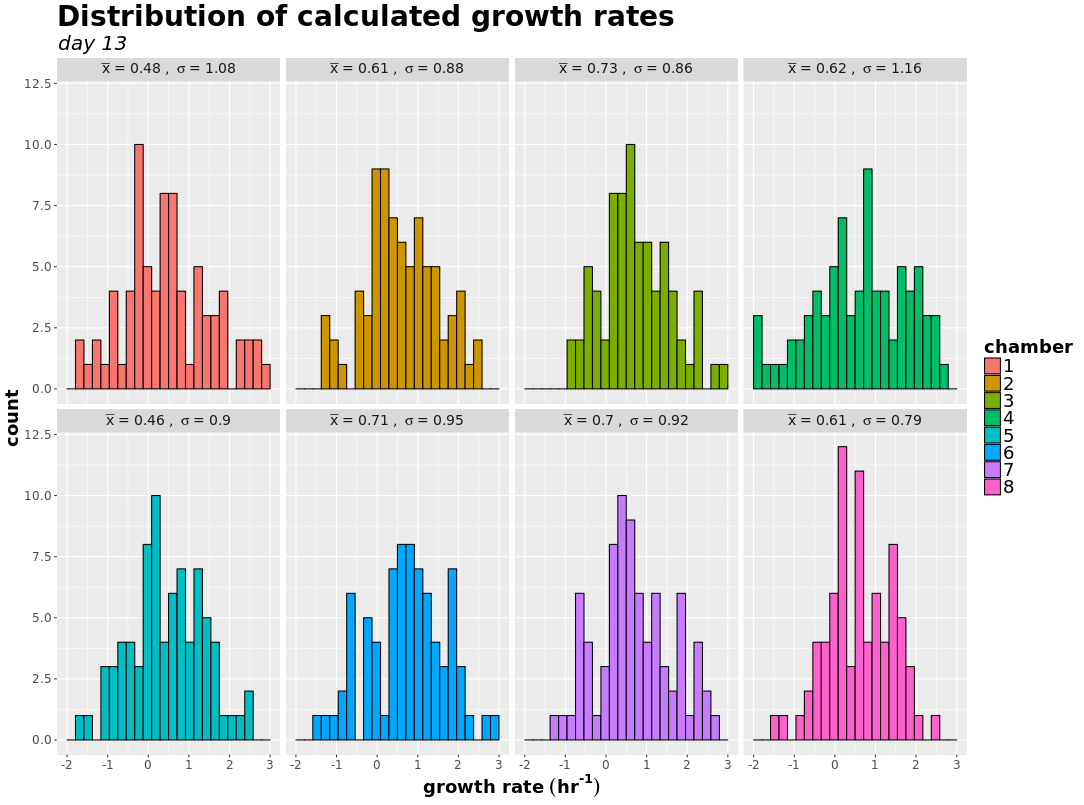 Distribution of calculated growth rates
day 13
x̅ = 0.48 ,  σ = 1.08
x̅ = 0.61 ,  σ = 0.88
x̅ = 0.73 ,  σ = 0.86
x̅ = 0.62 ,  σ = 1.16
12.5
10.0
7.5
5.0
2.5
0.0
x̅ = 0.46 ,  σ = 0.9
x̅ = 0.71 ,  σ = 0.95
x̅ = 0.7 ,  σ = 0.92
x̅ = 0.61 ,  σ = 0.79
12.5
10.0
7.5
5.0
2.5
0.0
-2 -1 0 1 2 3
-2 -1 0 1 2 3
-2 -1 0 1 2 3
-2 -1 0 1 2 3
count
growth rate (hr⁻¹)
chamber
1
2
3
4
5
6
7
8